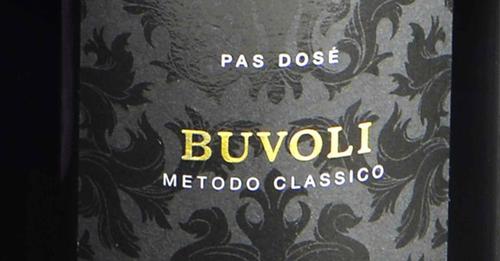 PAS DOSÉ
BUVOLI
METODO CLASSICO